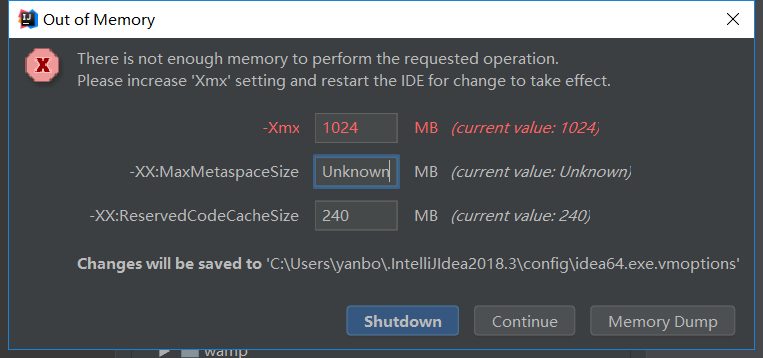 Out of Memory
There is not enough memory to perform the requested operation.
Please increase 'Xmx' setting and restart the IDE for change to take effect.
-Xmx 1024 MB (current value: 1024)
-XX:MaxMetaspaceSize Unknown MB (current value: Unknown)
-XX:ReservedCodeCacheSize 240 MB (current value: 240)
Changes will be saved to 'C:\Users\yanbo\.IntelliJIdea2018.3\config\idea64.exe.vmoptions'
Shutdown Continue Memory Dump
wamp